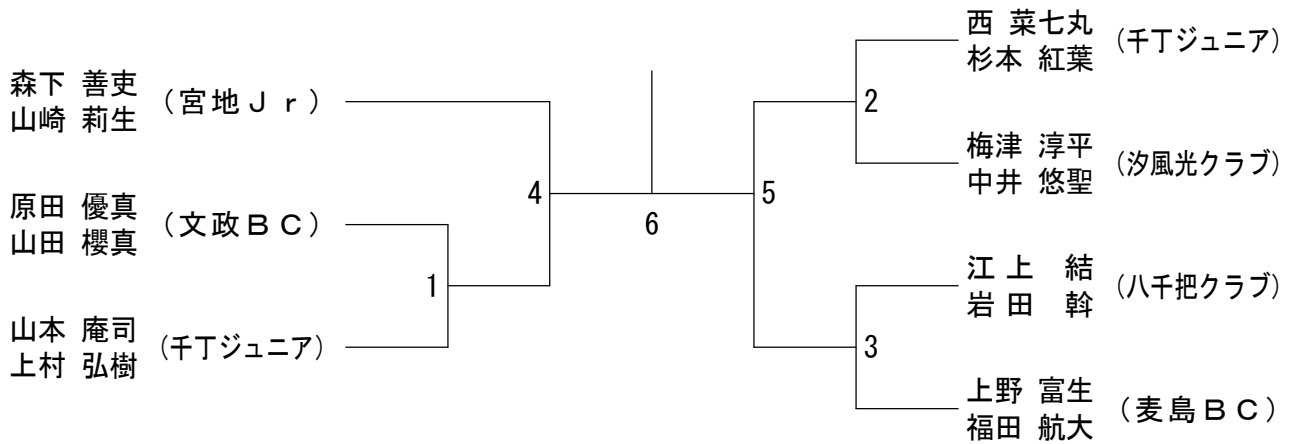 森下 善吏
山崎 莉生
(宮地Ｊｒ)
原田 優真
山田 櫻真
(文政ＢＣ)
山本 庵司
上村 弘樹
(千丁ジュニア)
1
4
6
5
2
3
西 菜七丸
杉本 紅葉
(千丁ジュニア)
梅津 淳平
中井 悠聖
(汐風光クラブ)
江上 結
岩田 幹
(八千把クラブ)
上野 富生
福田 航大
(麦島ＢＣ)